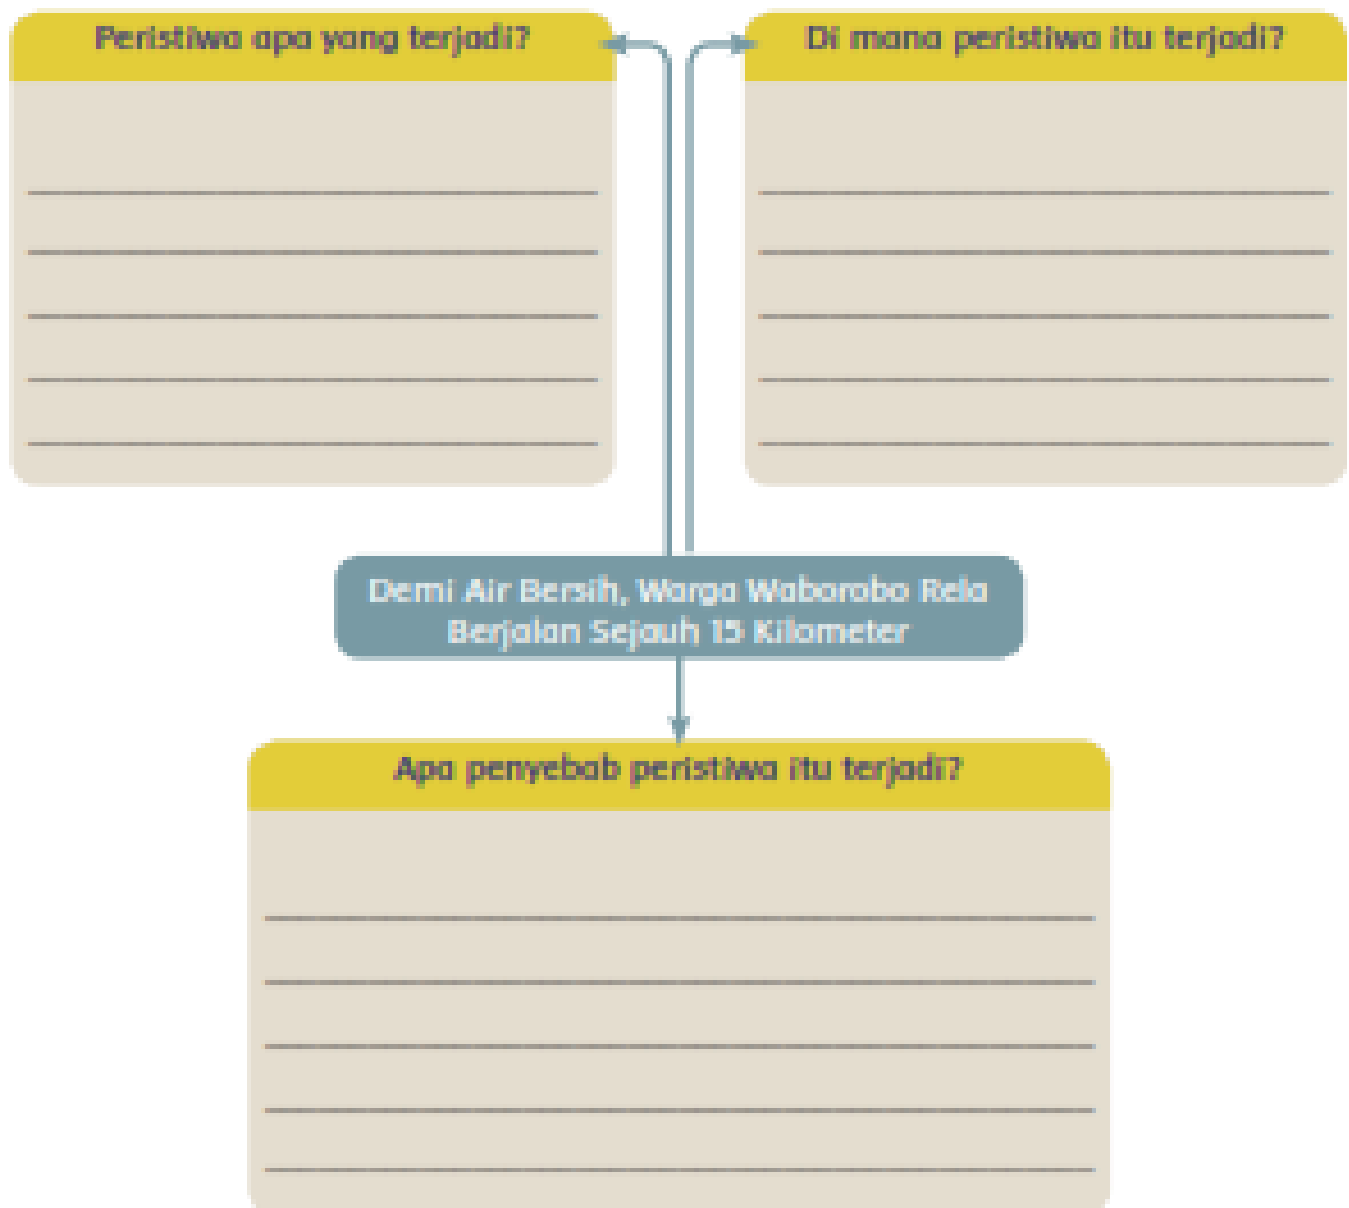 Peristiwa apa yang terjadi?
Di mana peristiwa itu terjadi?
Demi Air Bersih, Warga Waborobo Rela
Berjalan Sejauh 15 Kilometer
Apa penyebab peristiwa itu terjadi?